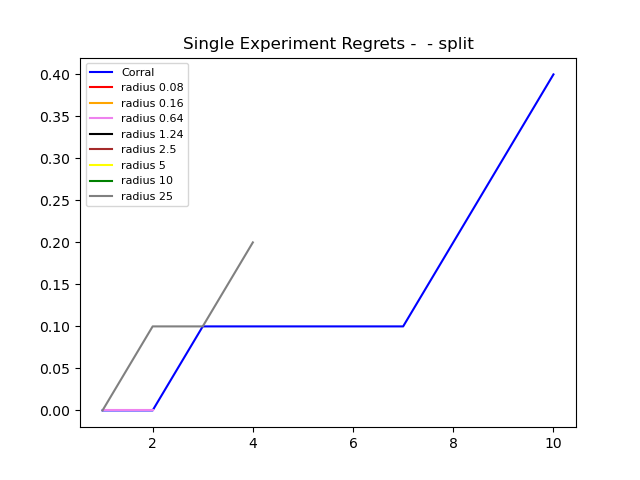 Single Experiment Regrets -  - split
Corral
radius 0.08
radius 0.16
radius 0.64
radius 1.24
radius 2.5
radius 5
radius 10
radius 25
0.40
0.35
0.30
0.25
0.20
0.15
0.10
0.05
0.00
2 4 6 8 10